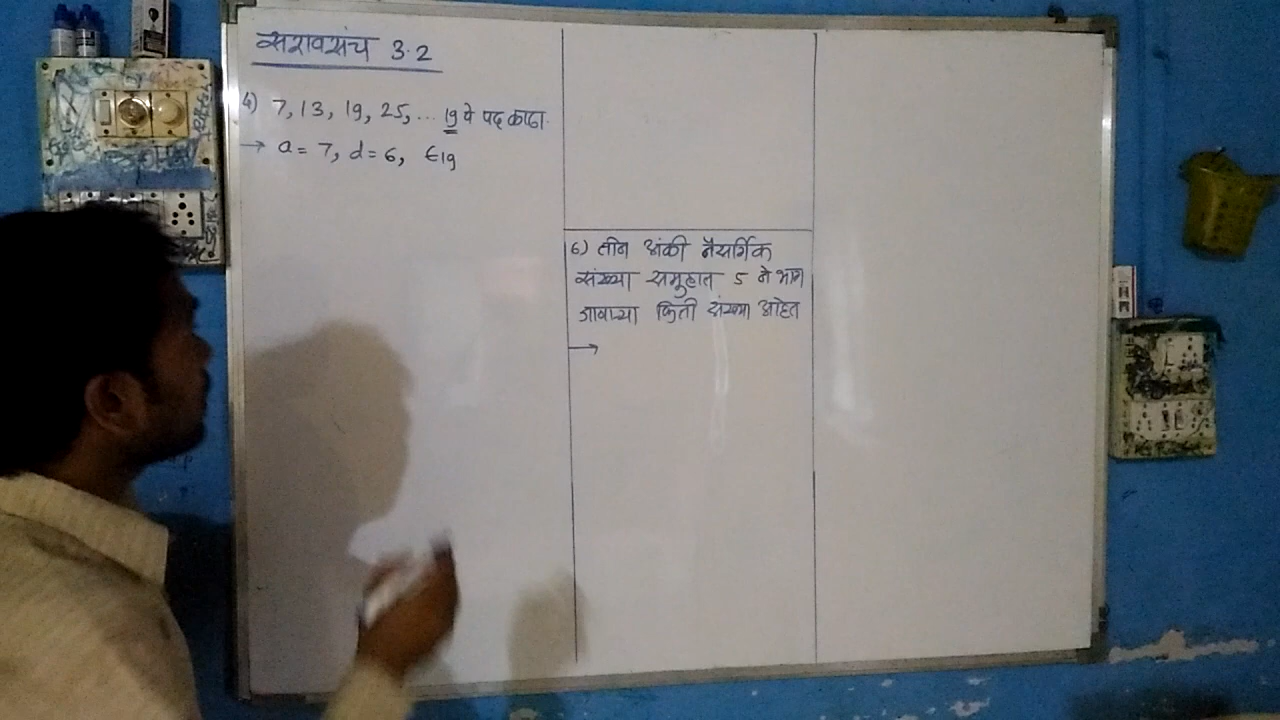 सरावसंच 3.2
4) 7, 13, 19, 25, ... 19 वे पद काढा.
→ a = 7, d = 6, t19
6) तीन अंकी नैसर्गिक
संख्या समुहात 5 ने भाग
जाणाऱ्या किती संख्या आहेत
→